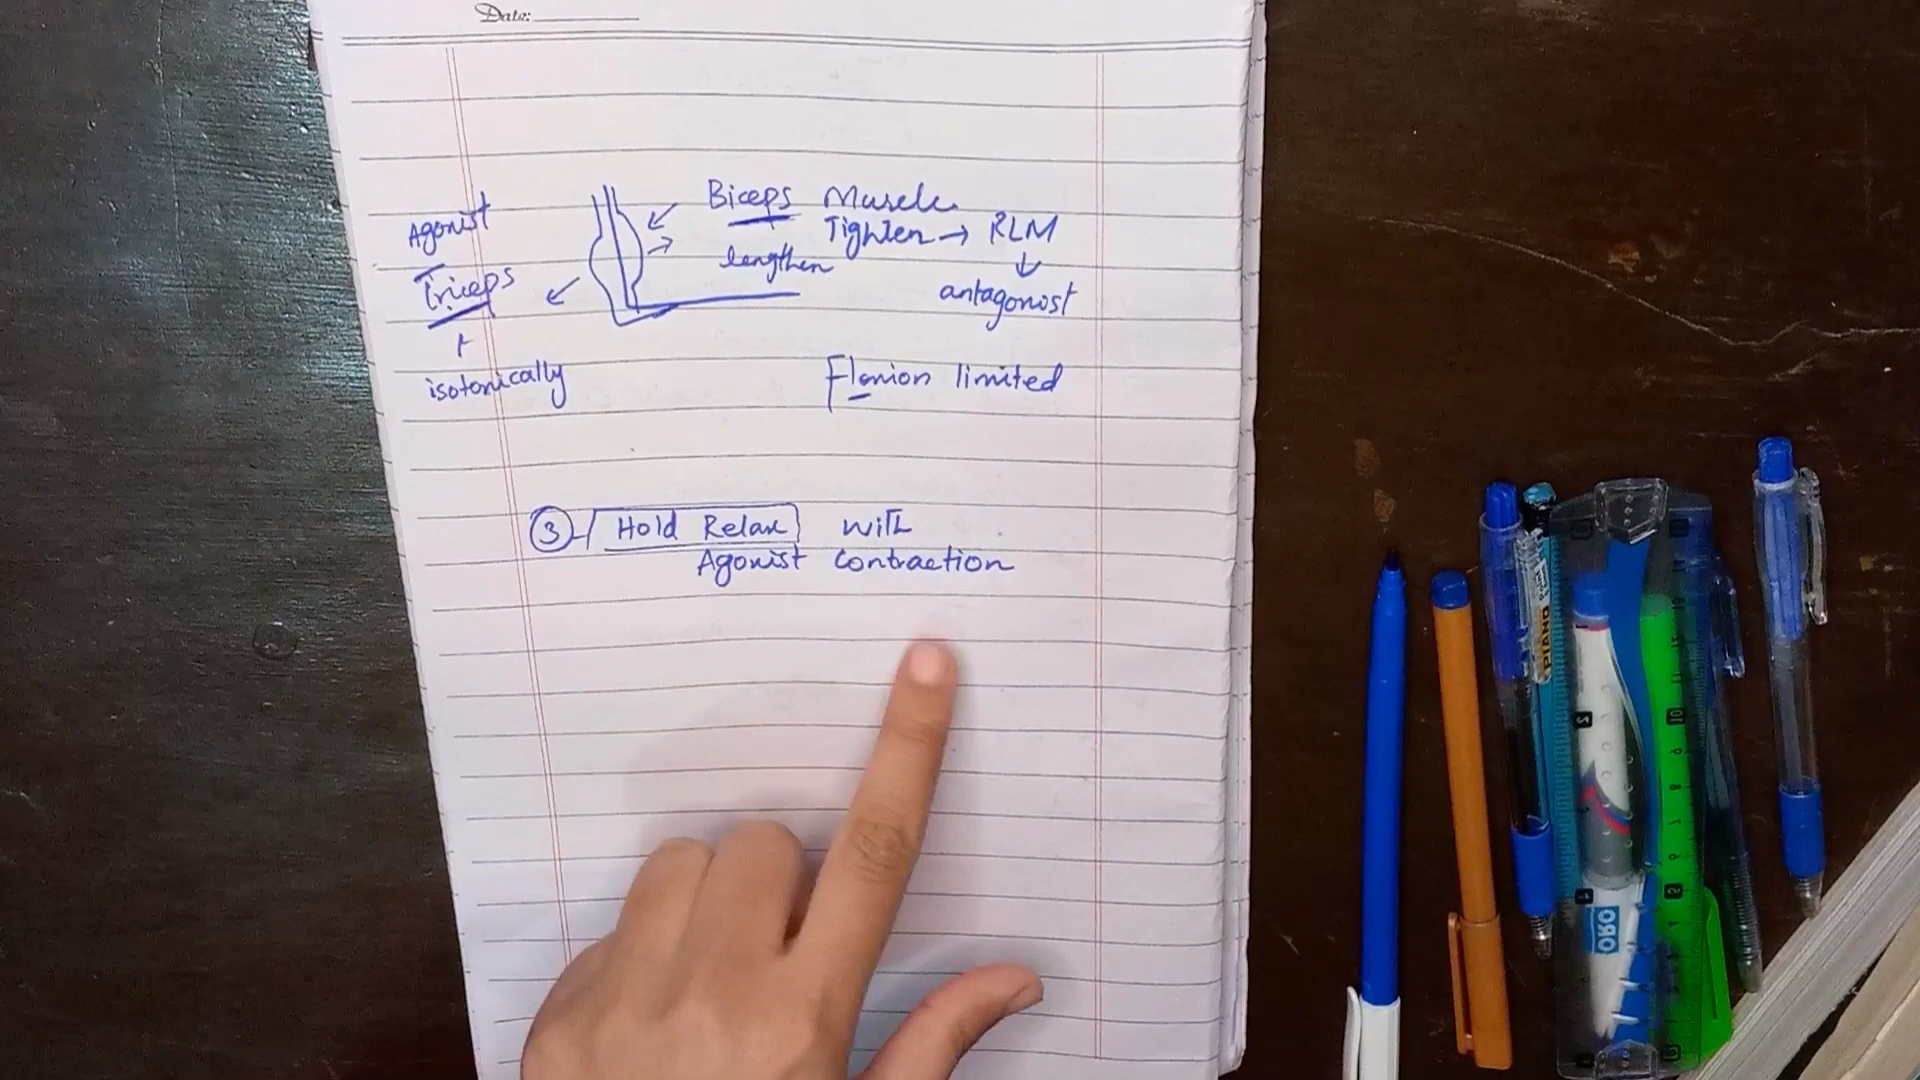 Date:
Biceps Muscle
Agonist
Tighten → RLM
lengthen
↓
Triceps
antagonist
isotonically
Flenion limited
3 Hold Relax with
Agonist contraction
PIANO
ORO